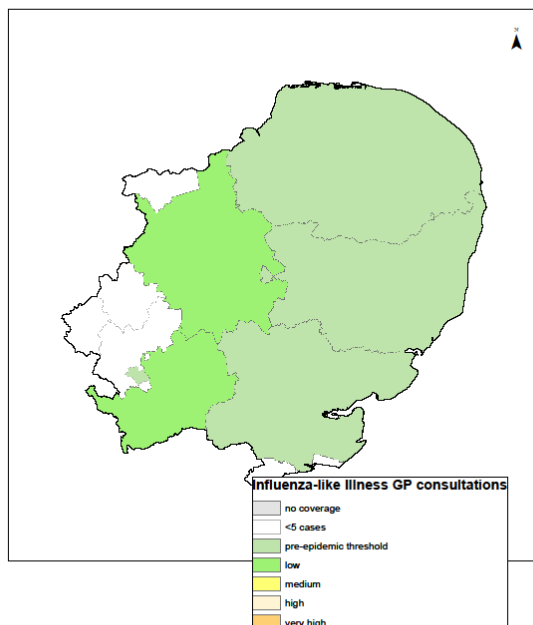 N
Influenza-like Illness GP consultations
no coverage
<5 cases
pre-epidemic threshold
low
medium
high
very high